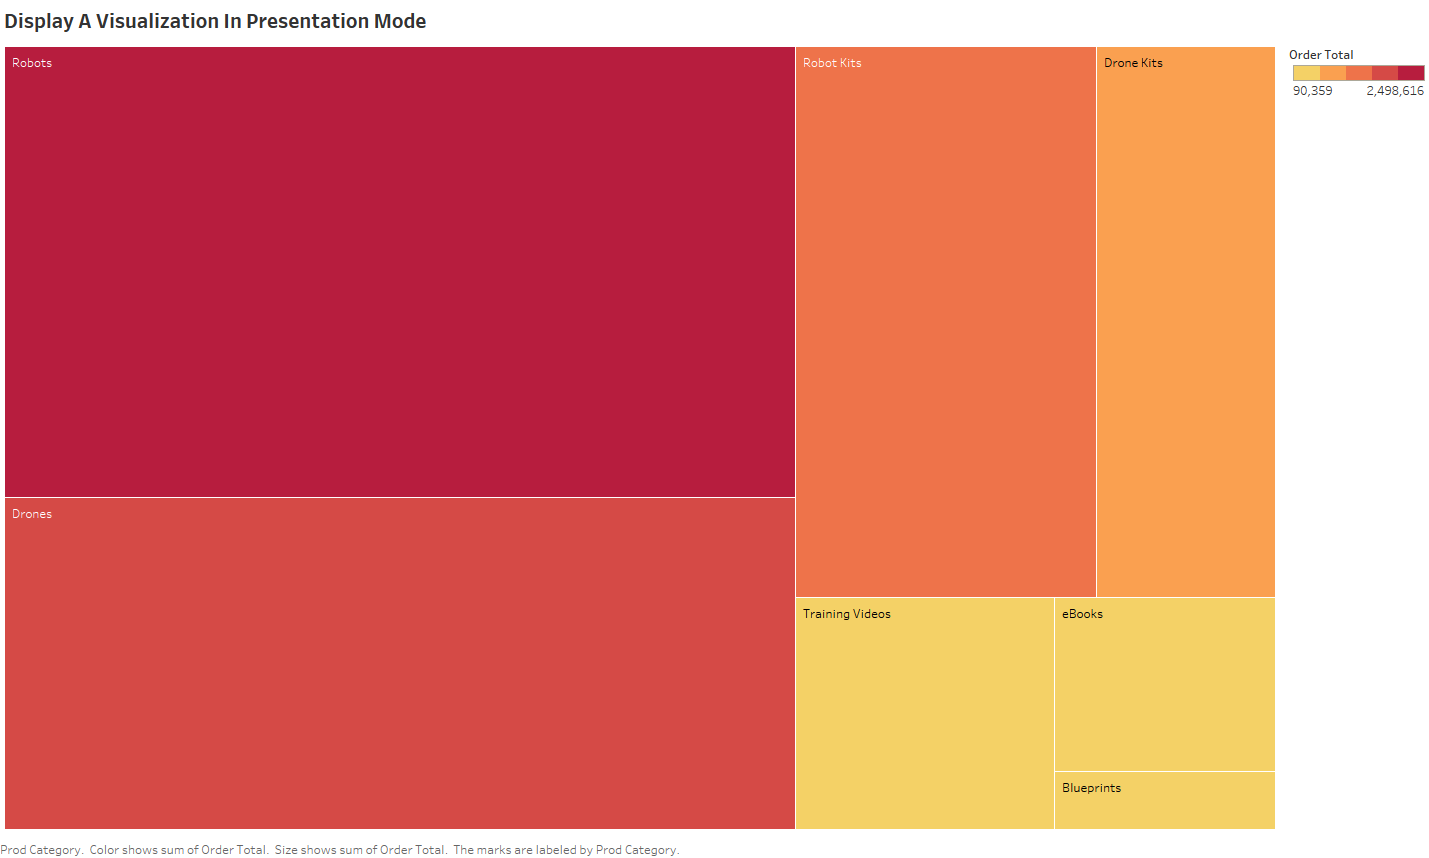 Display A Visualization In Presentation Mode
Robots
Robot Kits
Drone Kits
Order Total
90,359
2,498,616
Drones
Training Videos
eBooks
Blueprints
Prod Category.  Color shows sum of Order Total.  Size shows sum of Order Total.  The marks are labeled by Prod Category.